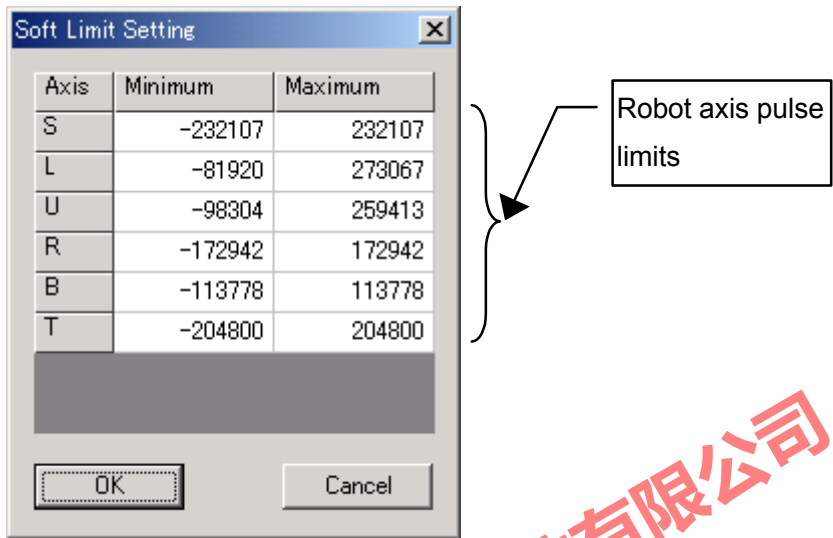 Soft Limit Setting
Axis Minimum Maximum
S -232107 232107
L -81920 273067
U -98304 259413
R -172942 172942
B -113778 113778
T -204800 204800
OK Cancel
Robot axis pulse
limits
有限公司